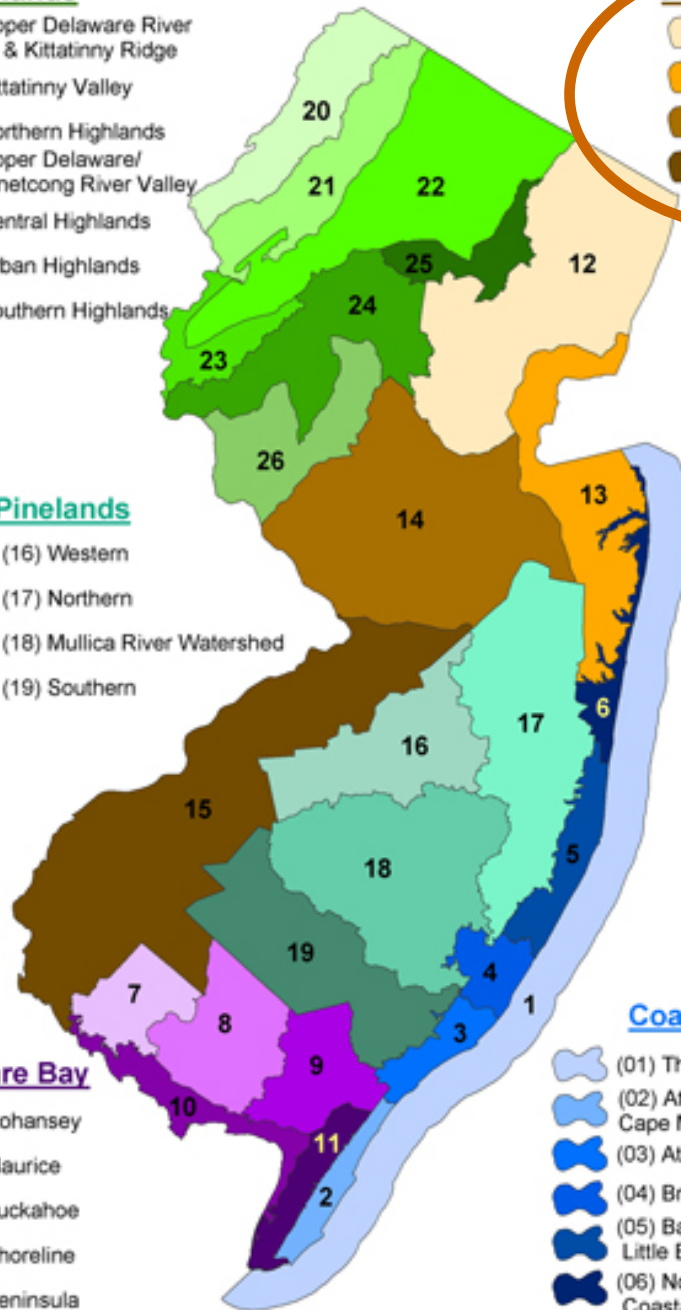 pper Delaware River
& Kittatinny Ridge
ttatinny Valley
orthern Highlands
pper Delaware/
netcong River Valley
entral Highlands
ban Highlands
outhern Highlands
20
21
22
12
25
24
23
26
13
14
Pinelands
(16) Western
(17) Northern
(18) Mullica River Watershed
(19) Southern
6
17
16
15
5
18
19
4
1
7
8
3
9
10
11
2
re Bay
ohansey
aurice
uckahoe
horeline
eninsula
Coa
(01) Th
(02) At
Cape M
(03) At
(04) Br
(05) Ba
Little E
(06) No
Coast